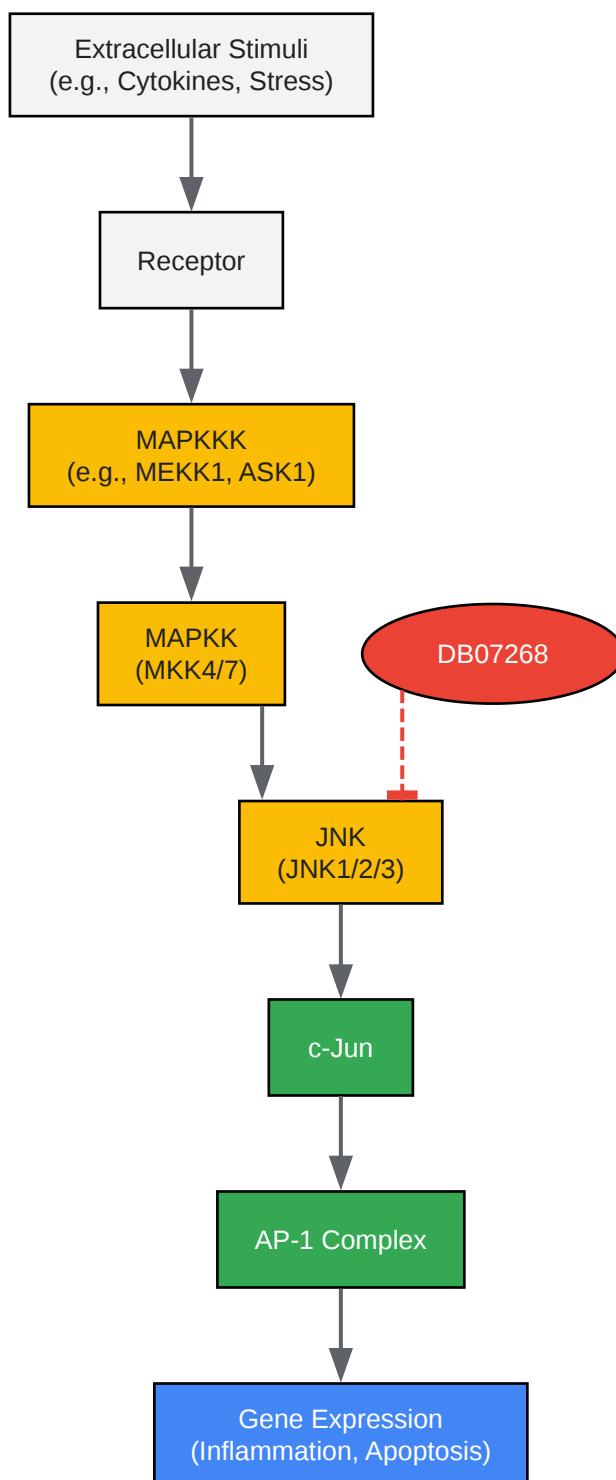 Extracellular Stimuli
(e.g., Cytokines, Stress)
Receptor
MAPKKK
(e.g., MEKK1, ASK1)
MAPKK
(MKK4/7)
DB07268
JNK
(JNK1/2/3)
c-Jun
AP-1 Complex
Gene Expression
(Inflammation, Apoptosis)